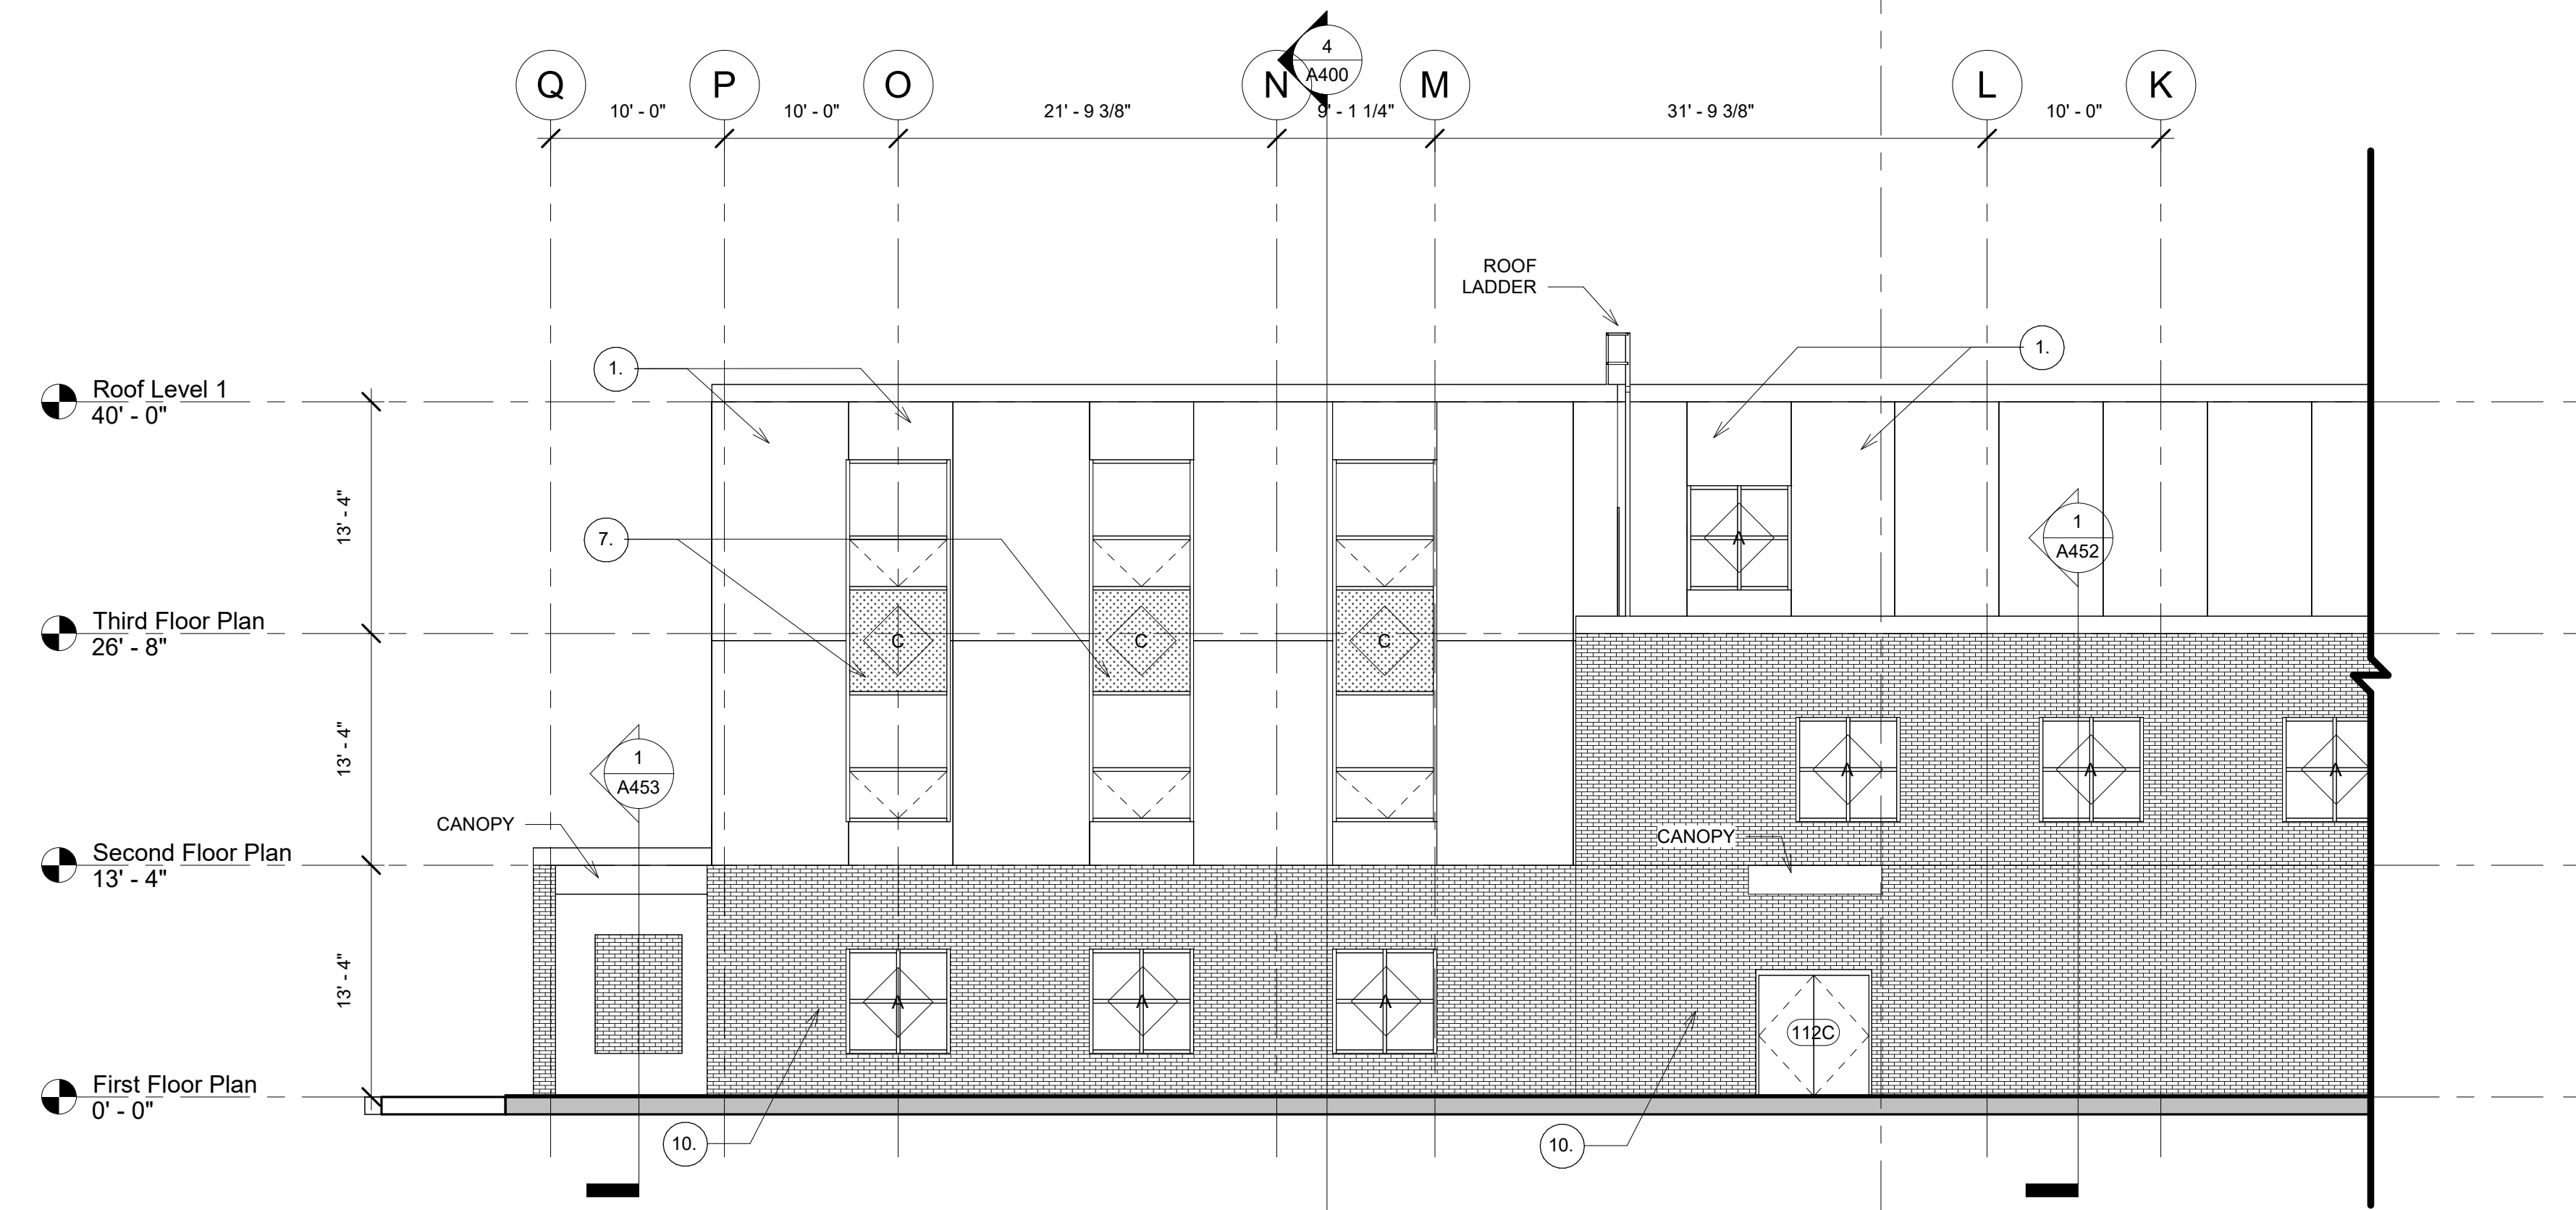 4
A400
Q
P
O
N
M
L
K
10' - 0"
10' - 0"
21' - 9 3/8"
9' - 1 1/4"
31' - 9 3/8"
10' - 0"
ROOF
LADDER
1.
1.
Roof Level 1
40' - 0"
13' - 4"
7.
A
1
A452
Third Floor Plan
26' - 8"
C
C
C
13' - 4"
1
A453
A
A
A
CANOPY
CANOPY
Second Floor Plan
13' - 4"
13' - 4"
A
A
A
112C
First Floor Plan
0' - 0"
10.
10.